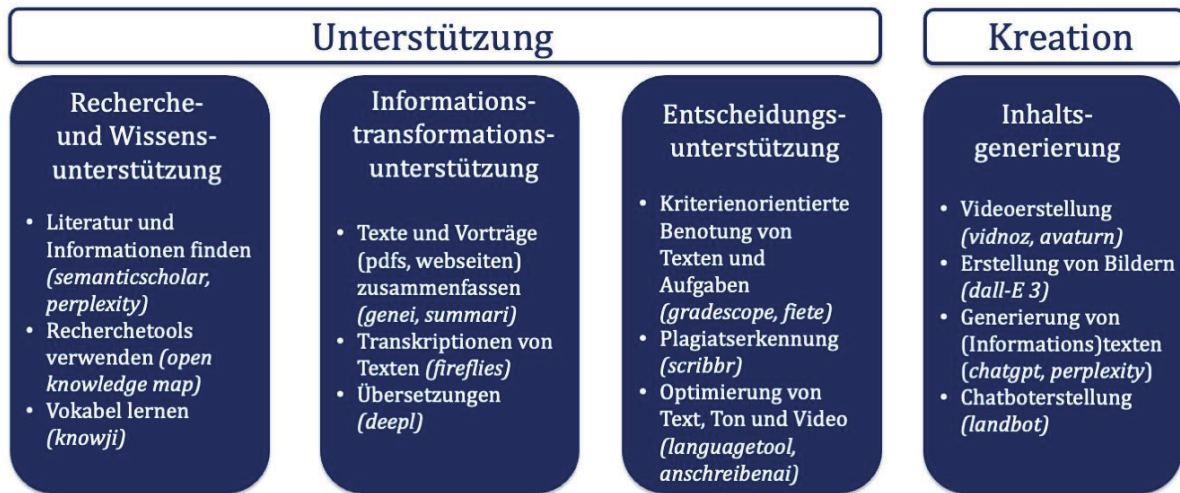 Unterstützung
Kreation
Recherche-
und Wissens-
unterstützung
• Literatur und
Informationen finden
(semanticscholar,
perplexity)
• Recherchetools
verwenden (open
knowledge map)
• Vokabel lernen
(knowji)
Informations-
transformations-
unterstützung
• Texte und Vorträge
(pdfs, webseiten)
zusammenfassen
(genei, summari)
• Transkriptionen von
Texten (fireflies)
• Übersetzungen
(deepl)
Entscheidungs-
unterstützung
• Kriterienorientierte
Benotung von
Texten und
Aufgaben
(gradescope, fiete)
• Plagiatserkennung
(scribbr)
• Optimierung von
Text, Ton und Video
(languagetool,
anschreibenai)
Inhalts-
generierung
• Videoerstellung
(vidnoz, avaturn)
• Erstellung von Bildern
(dall-E 3)
• Generierung von
(Informations)texten
(chatgpt, perplexity)
• Chatboterstellung
(landbot)